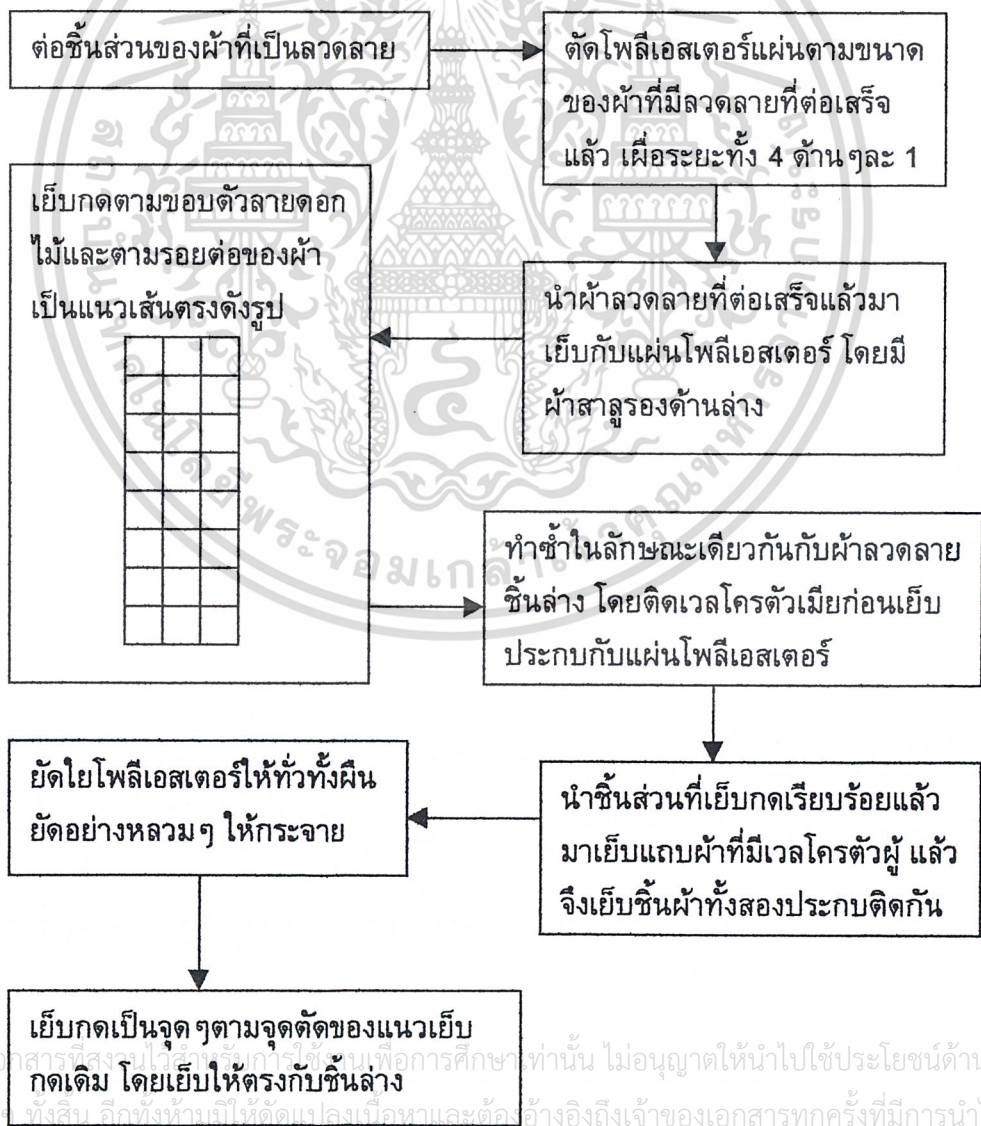 ต่อชิ้นส่วนของผ้าที่เป็นลวดลาย
ตัดโพลีเอสเตอร์แผ่นตามขนาด
ของผ้าที่มีลวดลายที่ต่อเสร็จ
แล้ว เผื่อระยะทั้ง 4 ด้านๆละ 1
นำผ้าลวดลายที่ต่อเสร็จแล้วมา
เย็บกับแผ่นโพลีเอสเตอร์ โดยมี
ผ้าสาลูรองด้านล่าง
เย็บกดตามขอบตัวลายดอก
ไม้และตามรอยต่อของผ้า
เป็นแนวเส้นตรงดังรูป
ทำซ้ำในลักษณะเดียวกันกับผ้าลวดลาย
ชิ้นล่าง โดยติดเวลโครตัวเมียก่อนเย็บ
ประกบกับแผ่นโพลีเอสเตอร์
นำชิ้นส่วนที่เย็บกดเรียบร้อยแล้ว
มาเย็บแถบผ้าที่มีเวลโครตัวผู้ แล้ว
จึงเย็บชิ้นผ้าทั้งสองประกบติดกัน
ยัดใยโพลีเอสเตอร์ให้ทั่วทั้งผืน
ยัดอย่างหลวมๆ ให้กระจาย
เย็บกดเป็นจุดๆตามจุดตัดของแนวเย็บ
กดเดิม โดยเย็บให้ตรงกับชิ้นล่าง
พระจอมเกล้าเจ้าคุณทหาร
กสารที่สงวนไว้สำหรับการใช้งานเพื่อการศึกษาเท่านั้น ไม่อนุญาตให้นำไปใช้ประโยชน์ด้าน
ทั้งสิ้น อีกทั้งห้ามมิให้ดัดแปลงเนื้อหาและต้องอ้างอิงถึงเจ้าของเอกสารทุกครั้งที่มีการนำ